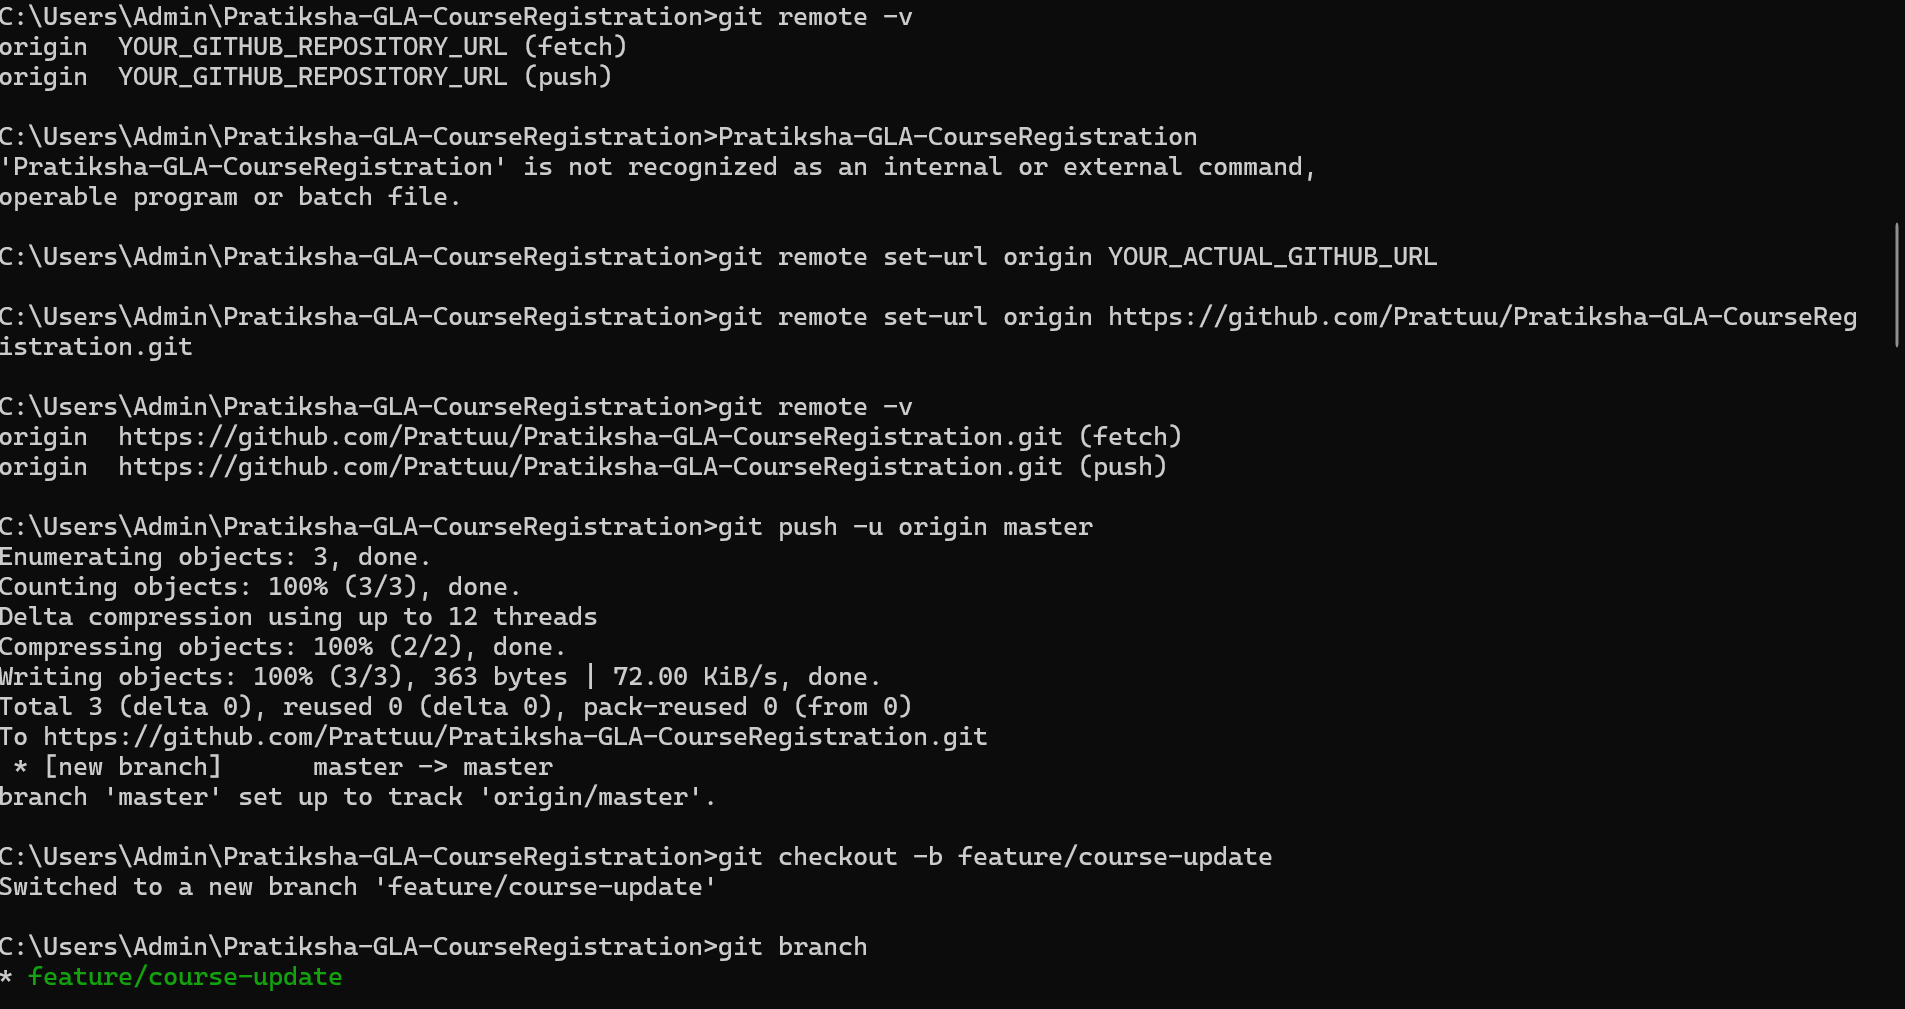 C:\Users\Admin\Pratiksha-GLA-CourseRegistration>git remote -v
origin  YOUR_GITHUB_REPOSITORY_URL (fetch)
origin  YOUR_GITHUB_REPOSITORY_URL (push)

C:\Users\Admin\Pratiksha-GLA-CourseRegistration>Pratiksha-GLA-CourseRegistration
'Pratiksha-GLA-CourseRegistration' is not recognized as an internal or external command,
operable program or batch file.

C:\Users\Admin\Pratiksha-GLA-CourseRegistration>git remote set-url origin YOUR_ACTUAL_GITHUB_URL

C:\Users\Admin\Pratiksha-GLA-CourseRegistration>git remote set-url origin https://github.com/Prattuu/Pratiksha-GLA-CourseReg
istration.git

C:\Users\Admin\Pratiksha-GLA-CourseRegistration>git remote -v
origin  https://github.com/Prattuu/Pratiksha-GLA-CourseRegistration.git (fetch)
origin  https://github.com/Prattuu/Pratiksha-GLA-CourseRegistration.git (push)

C:\Users\Admin\Pratiksha-GLA-CourseRegistration>git push -u origin master
Enumerating objects: 3, done.
Counting objects: 100% (3/3), done.
Delta compression using up to 12 threads
Compressing objects: 100% (2/2), done.
Writing objects: 100% (3/3), 363 bytes | 72.00 KiB/s, done.
Total 3 (delta 0), reused 0 (delta 0), pack-reused 0 (from 0)
To https://github.com/Prattuu/Pratiksha-GLA-CourseRegistration.git
 * [new branch]      master -> master
branch 'master' set up to track 'origin/master'.

C:\Users\Admin\Pratiksha-GLA-CourseRegistration>git checkout -b feature/course-update
Switched to a new branch 'feature/course-update'

C:\Users\Admin\Pratiksha-GLA-CourseRegistration>git branch
* feature/course-update